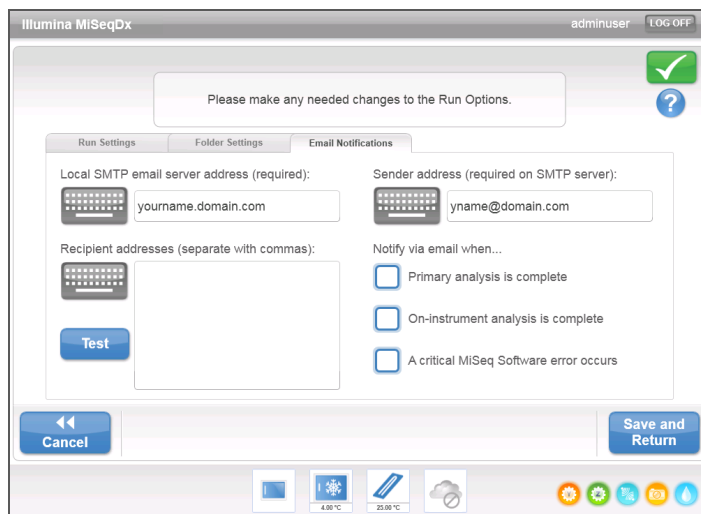 Illumina MiSeqDx
adminuser
LOG OFF
Please make any needed changes to the Run Options.
Run Settings
Folder Settings
Email Notifications
Local SMTP email server address (required):
yourname.domain.com
Sender address (required on SMTP server):
yname@domain.com
Recipient addresses (separate with commas):
Test
Notify via email when...
Primary analysis is complete
On-instrument analysis is complete
A critical MiSeq Software error occurs
Cancel
Save and
Return
4.00 °C
25.00 °C